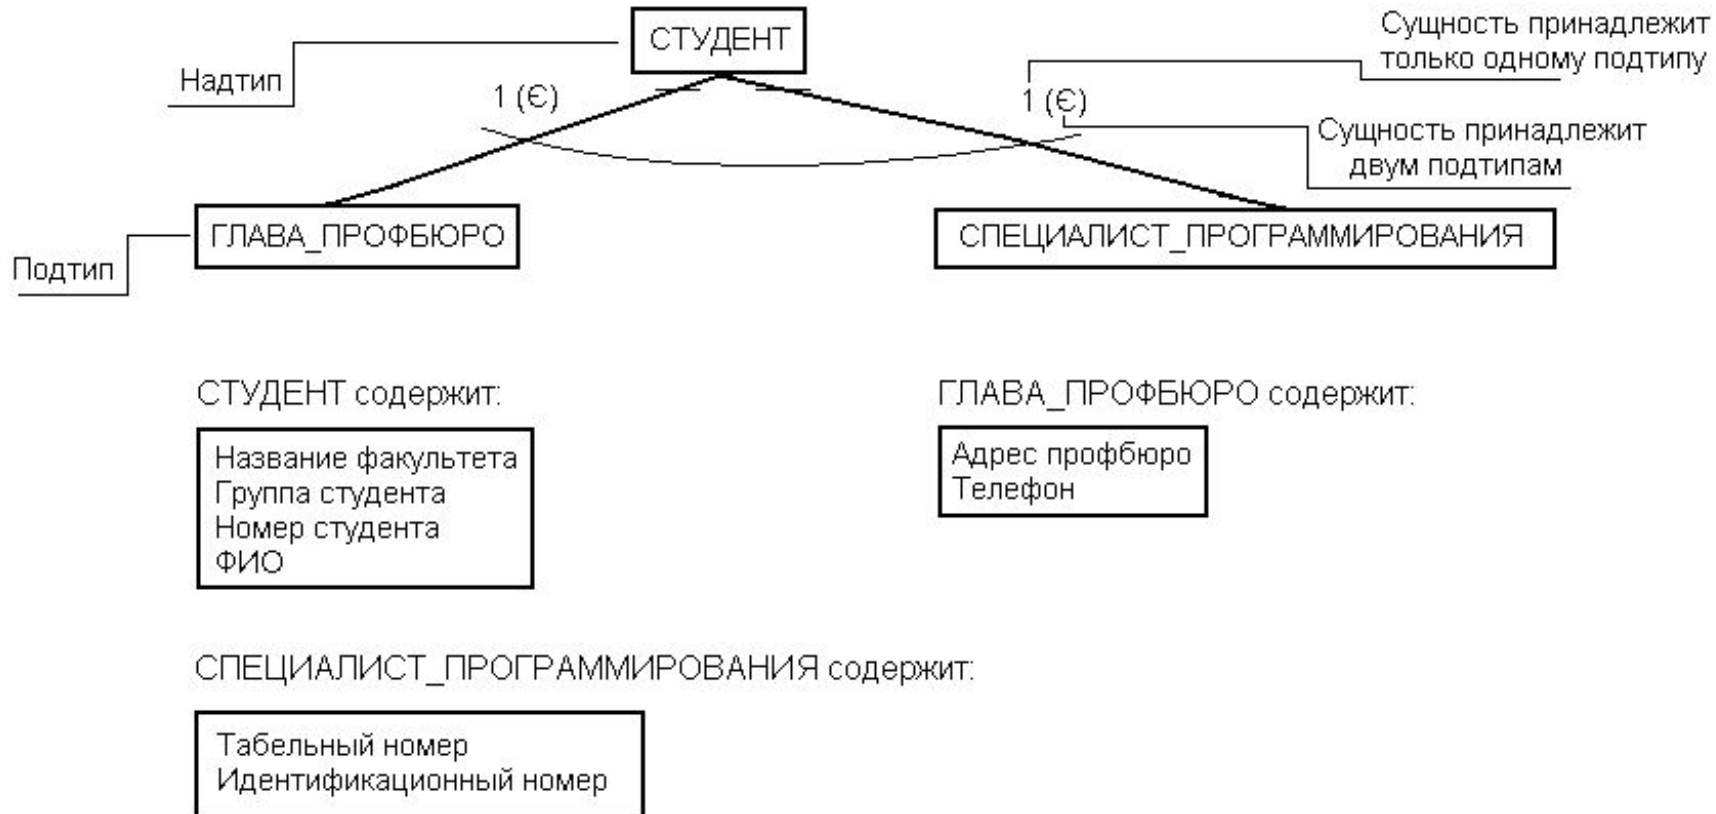 СТУДЕНТ
Сущность принадлежит
только одному подтипу
Надтип
1 (Є)
1 (Є)
Сущность принадлежит
двум подтипам
ГЛАВА_ПРОФБЮРО
СПЕЦИАЛИСТ_ПРОГРАММИРОВАНИЯ
Подтип
СТУДЕНТ содержит:
Название факультета
Группа студента
Номер студента
ФИО
ГЛАВА_ПРОФБЮРО содержит:
Адрес профбюро
Телефон
СПЕЦИАЛИСТ_ПРОГРАММИРОВАНИЯ содержит:
Табельный номер
Идентификационный номер